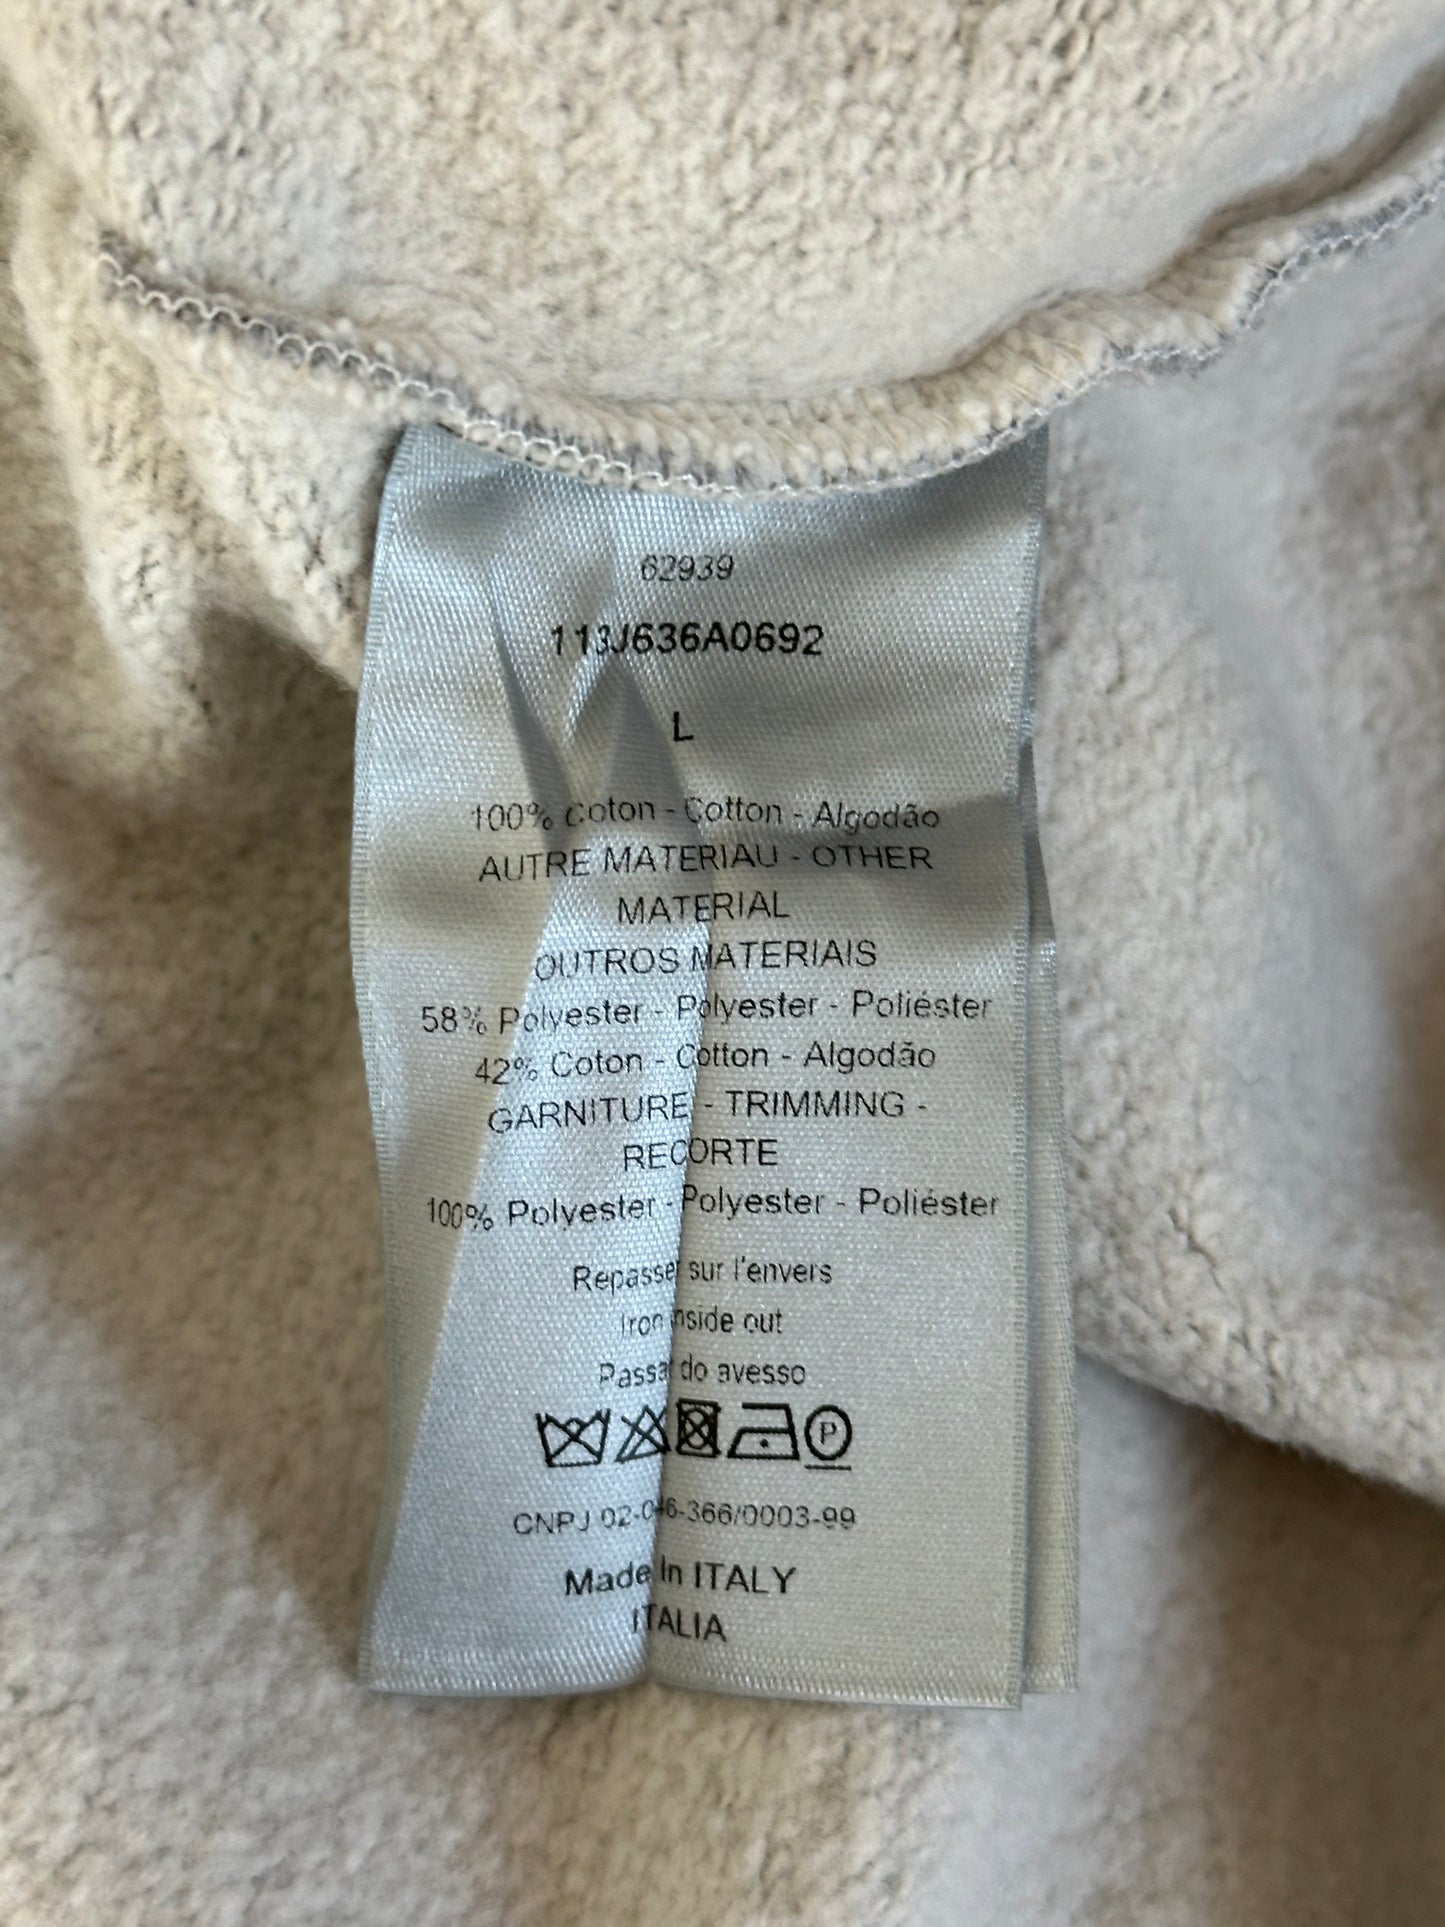 62939
113J636A0692
L
100% Coton - Cotton - Algodão
AUTRE MATERIAU - OTHER
MATERIAL
OUTROS MATERIAIS
58% Polyester - Polyester - Poliéster
42% Coton - Cotton - Algodão
GARNITURE - TRIMMING -
RECORTE
100% Polyester - Polyester - Poliéster
Repasser sur l'envers
Iron inside out
Passar do avesso
P
CNPJ 02-046-366/0003-99
Made in ITALY
ITALIA